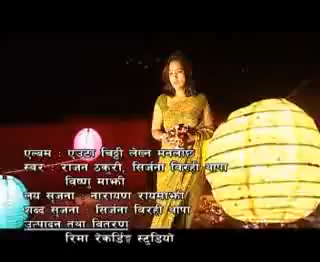 एल्बम : एउटा चिठ्ठी लेख्न मनलाछि
स्वर : राजन ठकुरी, सिर्जना विरही थापा
विष्णु माझी
लय सृजना : नारायण रायमाझी
शब्द सृजना : सिर्जना विरही थापा
उत्पादन तथा वितरण
रिमा रेकर्डिङ स्टुडियो